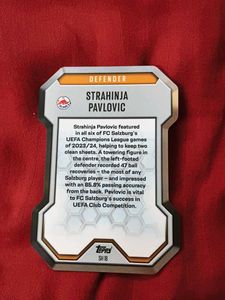 DEFENDER
STRAHINJA
PAVLOVIC
Strahinja Pavlovic featured
in all six of FC Salzburg's
UEFA Champions League games
of 2023/24, helping to keep two
clean sheets. A towering figure in
the centre, the left-footed
defender recorded 47 ball
recoveries – the most of any
Salzburg player – and impressed
with an 85.8% passing accuracy
from the back. Pavlovic is vital
to FC Salzburg's success in
UEFA Club Competition.
Topps